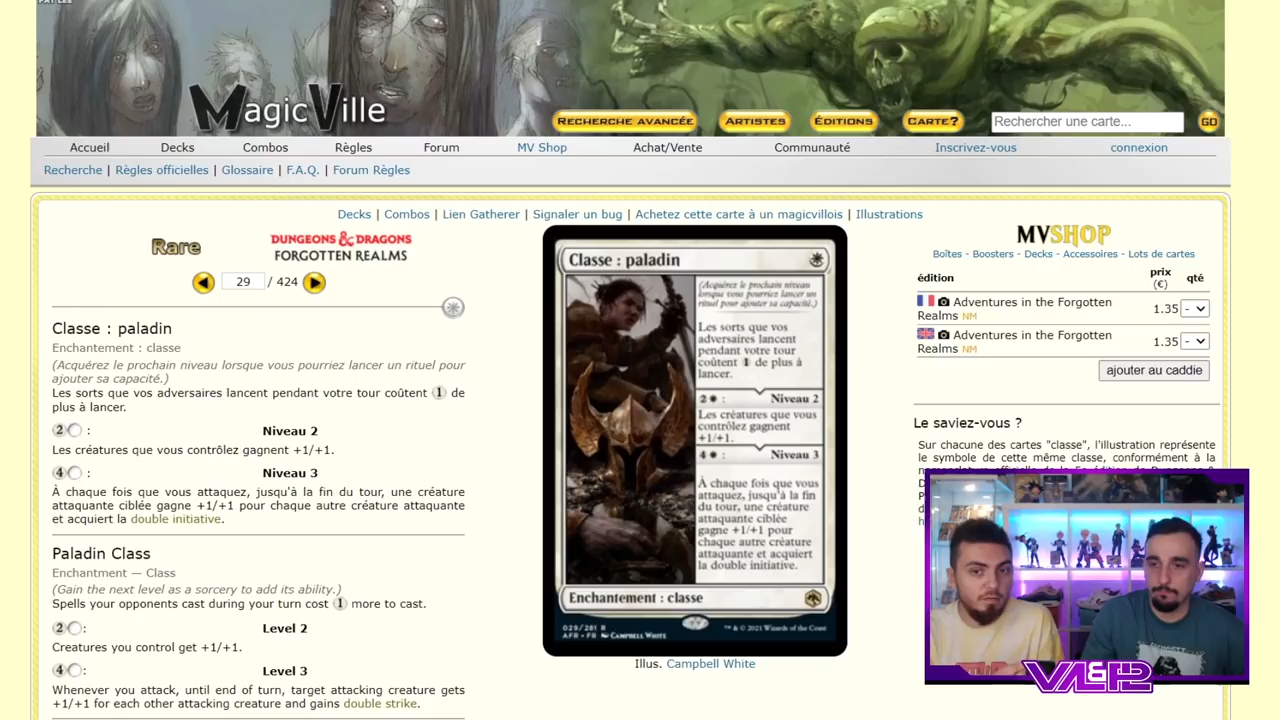 MagicVille
RECHERCHE AVANCÉE
ARTISTES
ÉDITIONS
CARTE?
Rechercher une carte...
GO
Accueil
Decks
Combos
Règles
Forum
MV Shop
Achat/Vente
Communauté
Inscrivez-vous
connexion
Recherche | Règles officielles | Glossaire | F.A.Q. | Forum Règles
Decks | Combos | Lien Gatherer | Signaler un bug | Achetez cette carte à un magicvillois | Illustrations
Rare
DUNGEONS & DRAGONS
FORGOTTEN REALMS
29 / 424
Classe : paladin
Enchantement : classe
(Acquérez le prochain niveau lorsque vous pourriez lancer un rituel pour
ajouter sa capacité.)
Les sorts que vos adversaires lancent pendant votre tour coûtent 1 de
plus à lancer.
2 : Niveau 2
Les créatures que vous contrôlez gagnent +1/+1.
4 : Niveau 3
À chaque fois que vous attaquez, jusqu'à la fin du tour, une créature
attaquante ciblée gagne +1/+1 pour chaque autre créature attaquante
et acquiert la double initiative.
Paladin Class
Enchantment — Class
(Gain the next level as a sorcery to add its ability.)
Spells your opponents cast during your turn cost 1 more to cast.
2 : Level 2
Creatures you control get +1/+1.
4 : Level 3
Whenever you attack, until end of turn, target attacking creature gets
+1/+1 for each other attacking creature and gains double strike.
Classe : paladin
(Acquérez le prochain niveau
lorsque vous pourriez lancer un
rituel pour ajouter sa capacité.)
Les sorts que vos
adversaires lancent
pendant votre tour
coûtent 1 de plus à
lancer.
2 : Niveau 2
Les créatures que vous
contrôlez gagnent
+1/+1.
4 : Niveau 3
À chaque fois que vous
attaquez, jusqu'à la fin
du tour, une créature
attaquante ciblée
gagne +1/+1 pour
chaque autre créature
attaquante et acquiert
la double initiative.
Enchantement : classe
029/281 R
AFR • FR CAMPBELL WHITE
™ & © 2021 Wizards of the Coast
Illus. Campbell White
MVSHOP
Boîtes - Boosters - Decks - Accessoires - Lots de cartes
édition prix (€) qté
Adventures in the Forgotten
Realms NM 1.35 -
Adventures in the Forgotten
Realms NM 1.35 -
ajouter au caddie
Le saviez-vous ?
Sur chacune des cartes "classe", l'illustration représente
le symbole de cette même classe, conformément à la
VA&P2